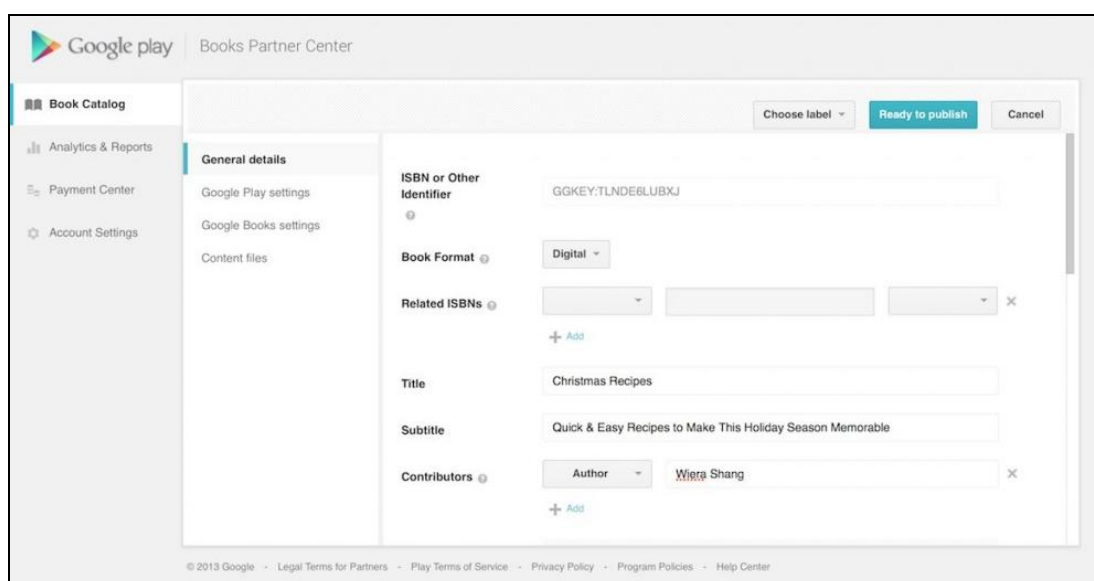 Google play Books Partner Center
Book Catalog
Analytics & Reports
Payment Center
Account Settings
Choose label Ready to publish Cancel
General details
Google Play settings
Google Books settings
Content files
ISBN or Other
Identifier
GGKEY:TLNDE6LUBXJ
Book Format Digital
Related ISBNs
Add
Title Christmas Recipes
Subtitle Quick & Easy Recipes to Make This Holiday Season Memorable
Contributors Author Wiera Shang
Add
© 2013 Google - Legal Terms for Partners - Play Terms of Service - Privacy Policy - Program Policies - Help Center